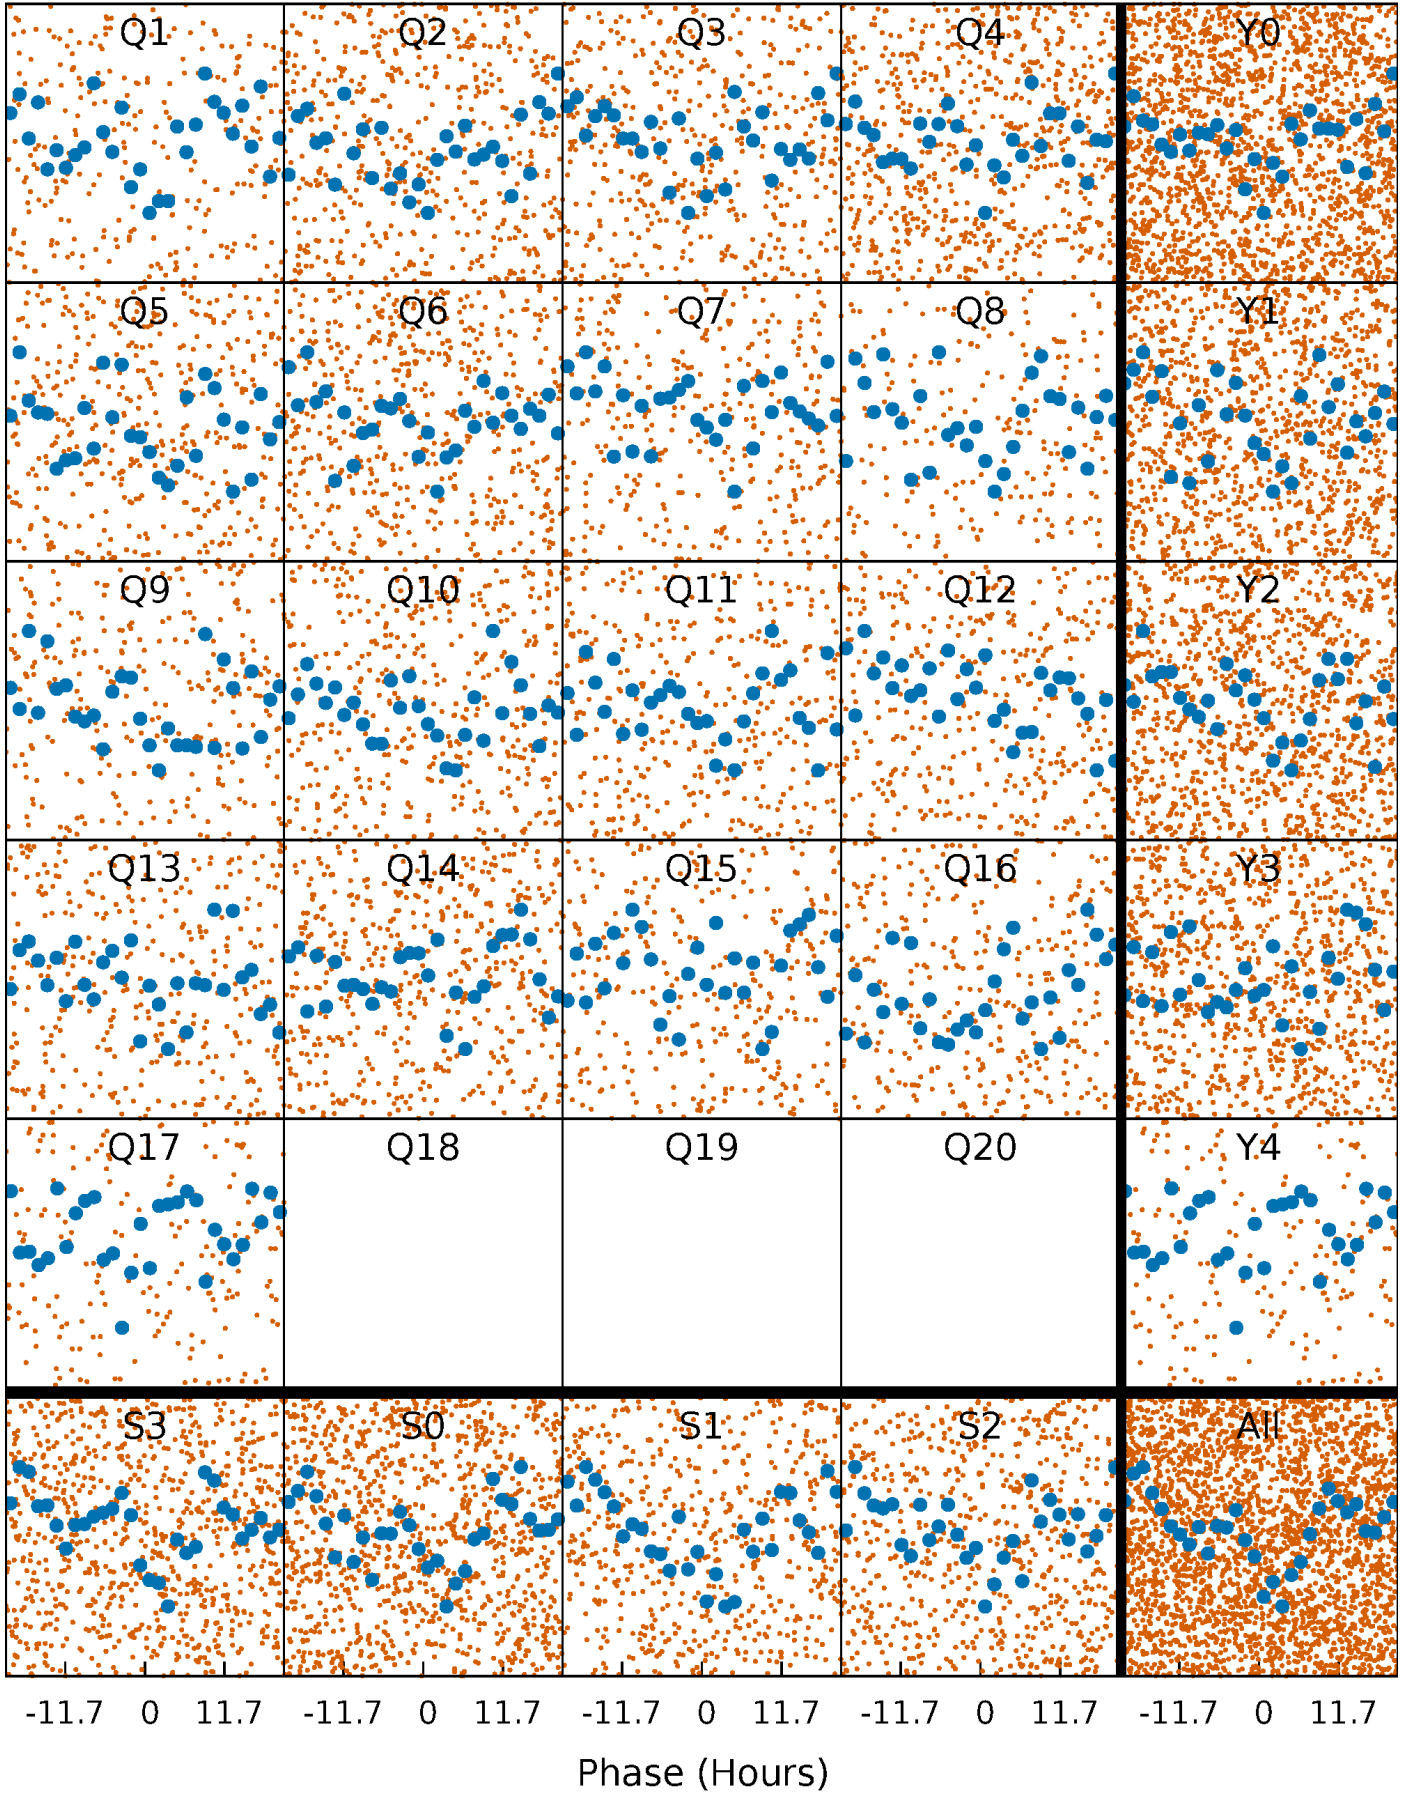 Q1 Q2 Q3 Q4 Y0
Q5 Q6 Q7 Q8 Y1
Q9 Q10 Q11 Q12 Y2
Q13 Q14 Q15 Q16 Y3
Q17 Q18 Q19 Q20 Y4
S3 S0 S1 S2 All
-11.7 0 11.7 -11.7 0 11.7 -11.7 0 11.7 -11.7 0 11.7 -11.7 0 11.7
Phase (Hours)